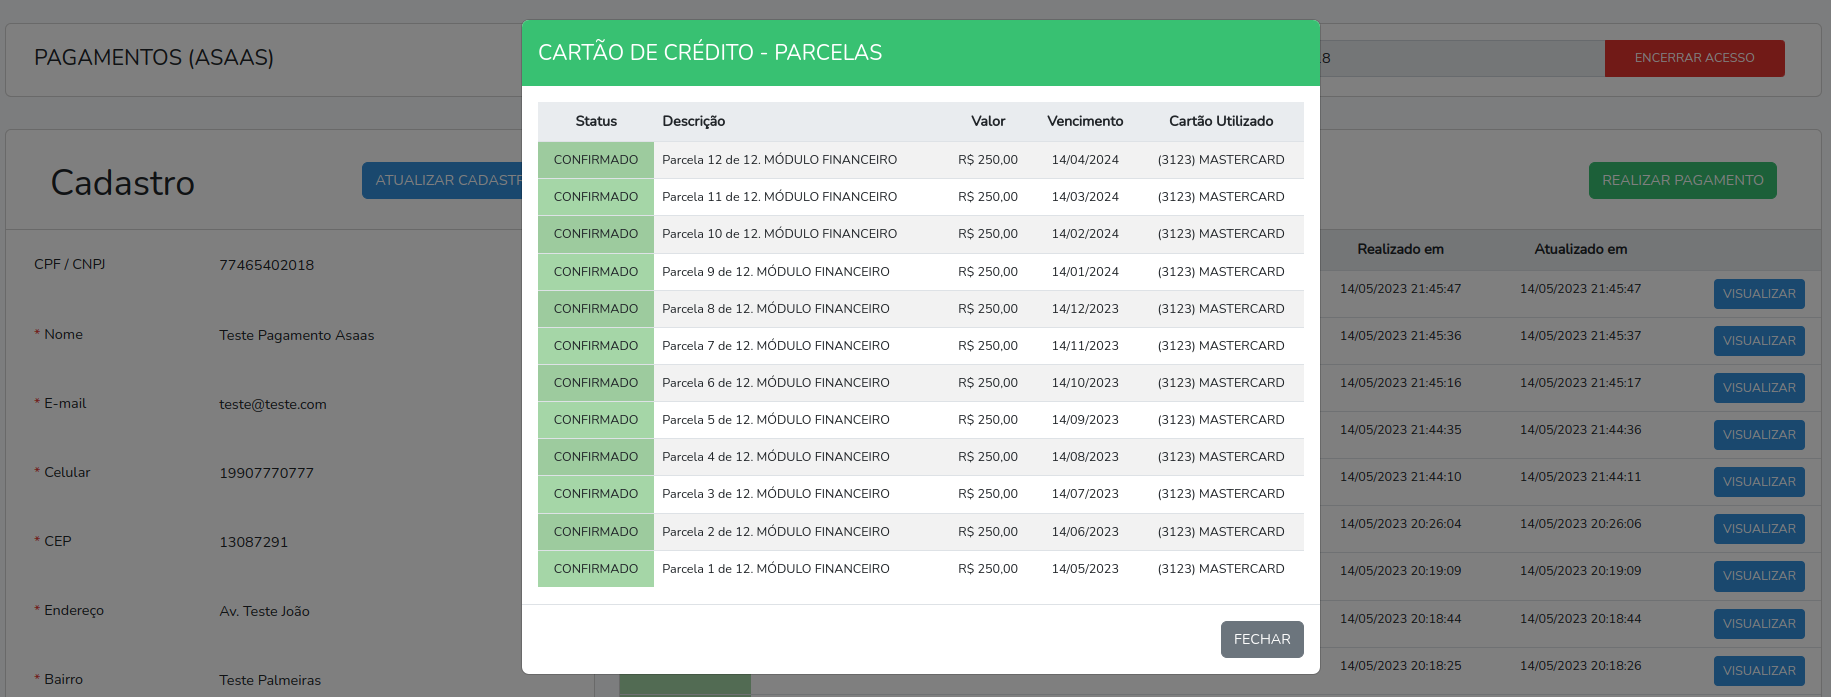 PAGAMENTOS (ASAAS)
ENCERRAR ACESSO
Cadastro
ATUALIZAR CADAST
REALIZAR PAGAMENTO
CPF / CNPJ 77465402018
* Nome Teste Pagamento Asaas
* E-mail teste@teste.com
* Celular 19907770777
* CEP 13087291
* Endereço Av. Teste João
* Bairro Teste Palmeiras
CARTÃO DE CRÉDITO - PARCELAS
Status Descrição Valor Vencimento Cartão Utilizado
CONFIRMADO Parcela 12 de 12. MÓDULO FINANCEIRO R$ 250,00 14/04/2024 (3123) MASTERCARD
CONFIRMADO Parcela 11 de 12. MÓDULO FINANCEIRO R$ 250,00 14/03/2024 (3123) MASTERCARD
CONFIRMADO Parcela 10 de 12. MÓDULO FINANCEIRO R$ 250,00 14/02/2024 (3123) MASTERCARD
CONFIRMADO Parcela 9 de 12. MÓDULO FINANCEIRO R$ 250,00 14/01/2024 (3123) MASTERCARD
CONFIRMADO Parcela 8 de 12. MÓDULO FINANCEIRO R$ 250,00 14/12/2023 (3123) MASTERCARD
CONFIRMADO Parcela 7 de 12. MÓDULO FINANCEIRO R$ 250,00 14/11/2023 (3123) MASTERCARD
CONFIRMADO Parcela 6 de 12. MÓDULO FINANCEIRO R$ 250,00 14/10/2023 (3123) MASTERCARD
CONFIRMADO Parcela 5 de 12. MÓDULO FINANCEIRO R$ 250,00 14/09/2023 (3123) MASTERCARD
CONFIRMADO Parcela 4 de 12. MÓDULO FINANCEIRO R$ 250,00 14/08/2023 (3123) MASTERCARD
CONFIRMADO Parcela 3 de 12. MÓDULO FINANCEIRO R$ 250,00 14/07/2023 (3123) MASTERCARD
CONFIRMADO Parcela 2 de 12. MÓDULO FINANCEIRO R$ 250,00 14/06/2023 (3123) MASTERCARD
CONFIRMADO Parcela 1 de 12. MÓDULO FINANCEIRO R$ 250,00 14/05/2023 (3123) MASTERCARD
FECHAR
Realizado em Atualizado em
14/05/2023 21:45:47 14/05/2023 21:45:47 VISUALIZAR
14/05/2023 21:45:36 14/05/2023 21:45:37 VISUALIZAR
14/05/2023 21:45:16 14/05/2023 21:45:17 VISUALIZAR
14/05/2023 21:44:35 14/05/2023 21:44:36 VISUALIZAR
14/05/2023 21:44:10 14/05/2023 21:44:11 VISUALIZAR
14/05/2023 20:26:04 14/05/2023 20:26:06 VISUALIZAR
14/05/2023 20:19:09 14/05/2023 20:19:09 VISUALIZAR
14/05/2023 20:18:44 14/05/2023 20:18:44 VISUALIZAR
14/05/2023 20:18:25 14/05/2023 20:18:26 VISUALIZAR